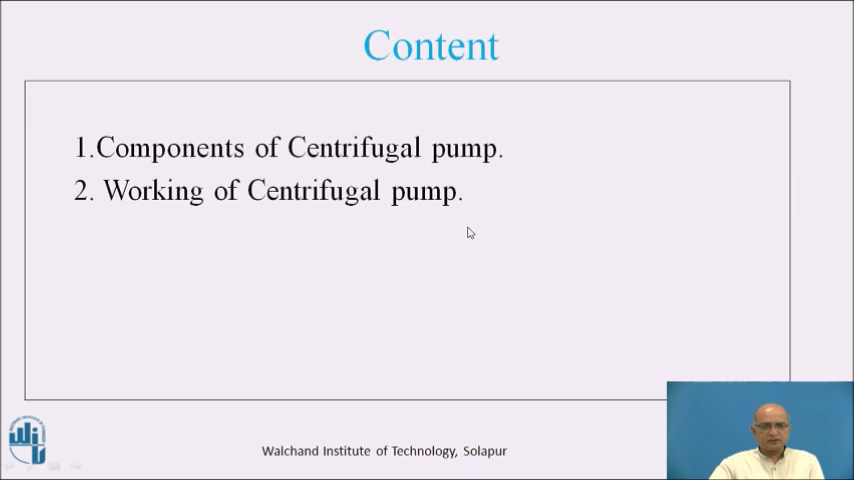 Content
1.Components of Centrifugal pump.
2. Working of Centrifugal pump.
Walchand Institute of Technology, Solapur